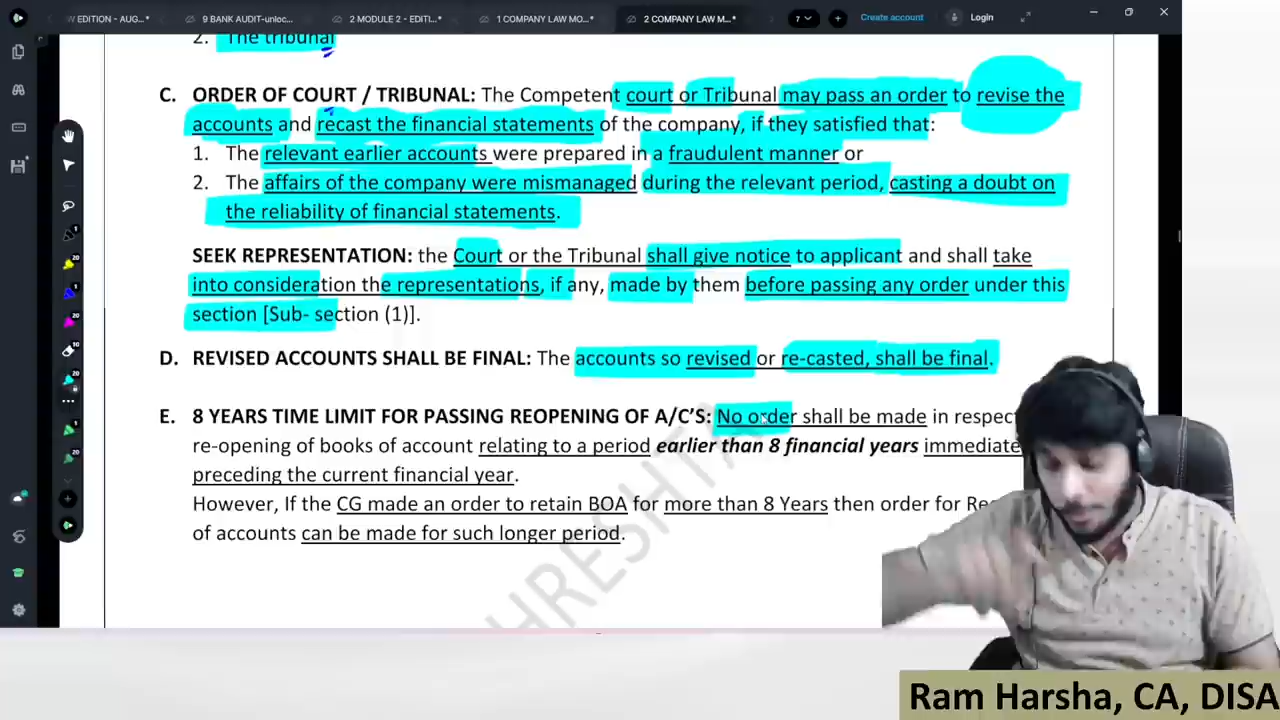 W EDITION - AUG...*
9 BANK AUDIT-unloc...
2 MODULE 2 - EDITI...*
1 COMPANY LAW MO...*
2 COMPANY LAW M...*
7
Create account
Login
2. The tribunal
C. ORDER OF COURT / TRIBUNAL: The Competent court or Tribunal may pass an order to revise the
accounts and recast the financial statements of the company, if they satisfied that:
1. The relevant earlier accounts were prepared in a fraudulent manner or
2. The affairs of the company were mismanaged during the relevant period, casting a doubt on
the reliability of financial statements.
SEEK REPRESENTATION: the Court or the Tribunal shall give notice to applicant and shall take
into consideration the representations, if any, made by them before passing any order under this
section [Sub- section (1)].
D. REVISED ACCOUNTS SHALL BE FINAL: The accounts so revised or re-casted, shall be final.
E. 8 YEARS TIME LIMIT FOR PASSING REOPENING OF A/C'S: No order shall be made in respec
re-opening of books of account relating to a period earlier than 8 financial years immediate
preceding the current financial year.
However, If the CG made an order to retain BOA for more than 8 Years then order for Re
of accounts can be made for such longer period.
HRESHTA
Ram Harsha, CA, DISA